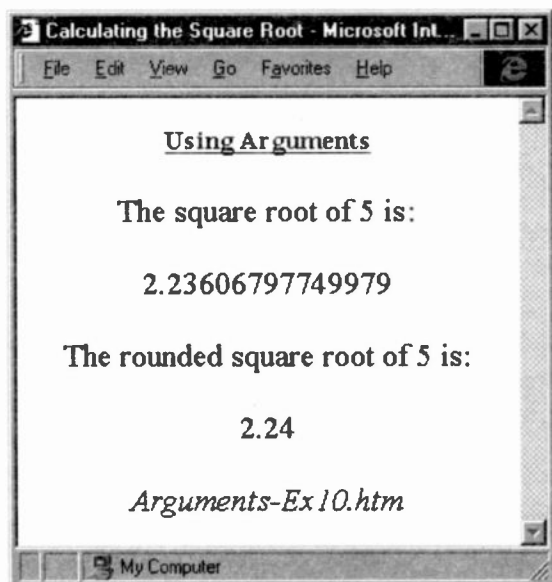 Calculating the Square Root - Microsoft Int...
File Edit View Go Favorites Help
Using Arguments
The square root of 5 is:
2.23606797749979
The rounded square root of 5 is:
2.24
Arguments-Ex10.htm
My Computer